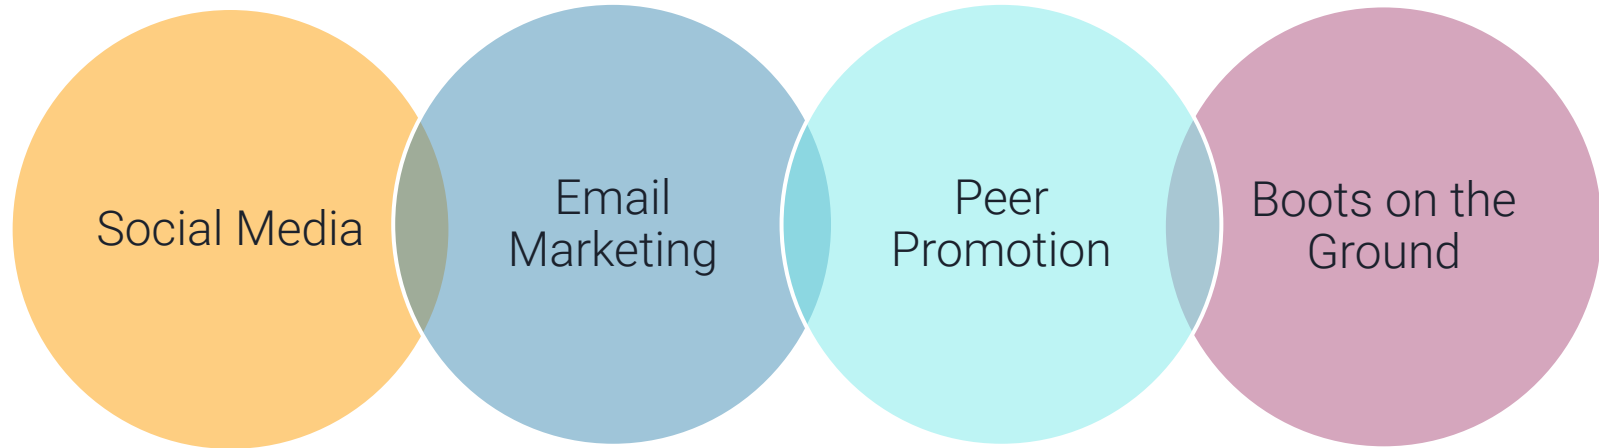 Social Media
Email
Marketing
Peer
Promotion
Boots on the
Ground